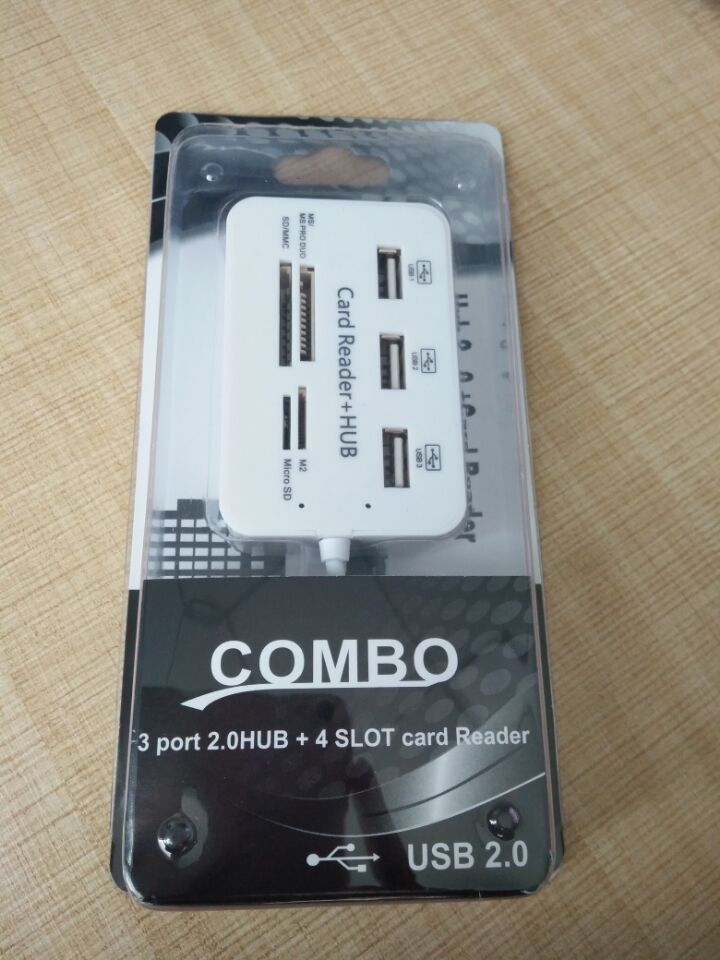 MS/
MS PRO DUO
SD/MMC
Card Reader+HUB
USB 1
USB 2
USB 3
M2
Micro SD
COMBO
3 port 2.0HUB + 4 SLOT card Reader
USB 2.0